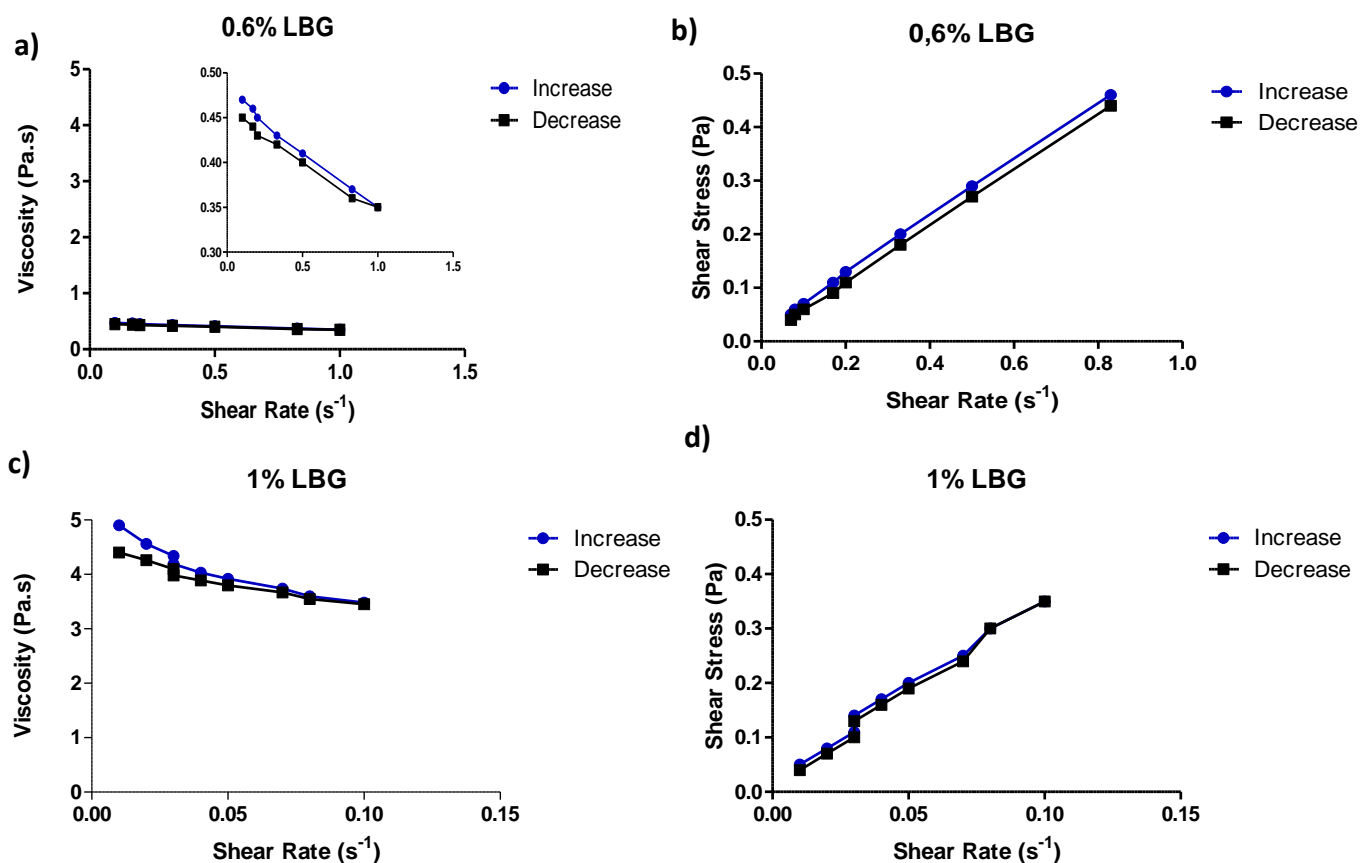 a)
0.6% LBG
Viscosity (Pa.s)
5
4
3
2
1
0
0.0
0.5
1.0
1.5
Shear Rate (s⁻¹)
0.50
0.45
0.40
0.35
0.30
0.0
0.5
1.0
1.5
Increase
Decrease
b)
0,6% LBG
Shear Stress (Pa)
0.5
0.4
0.3
0.2
0.1
0.0
0.0
0.2
0.4
0.6
0.8
1.0
Shear Rate (s⁻¹)
Increase
Decrease
c)
1% LBG
Viscosity (Pa.s)
5
4
3
2
1
0
0.00
0.05
0.10
0.15
Shear Rate (s⁻¹)
Increase
Decrease
d)
1% LBG
Shear Stress (Pa)
0.5
0.4
0.3
0.2
0.1
0.0
0.00
0.05
0.10
0.15
Shear Rate (s⁻¹)
Increase
Decrease